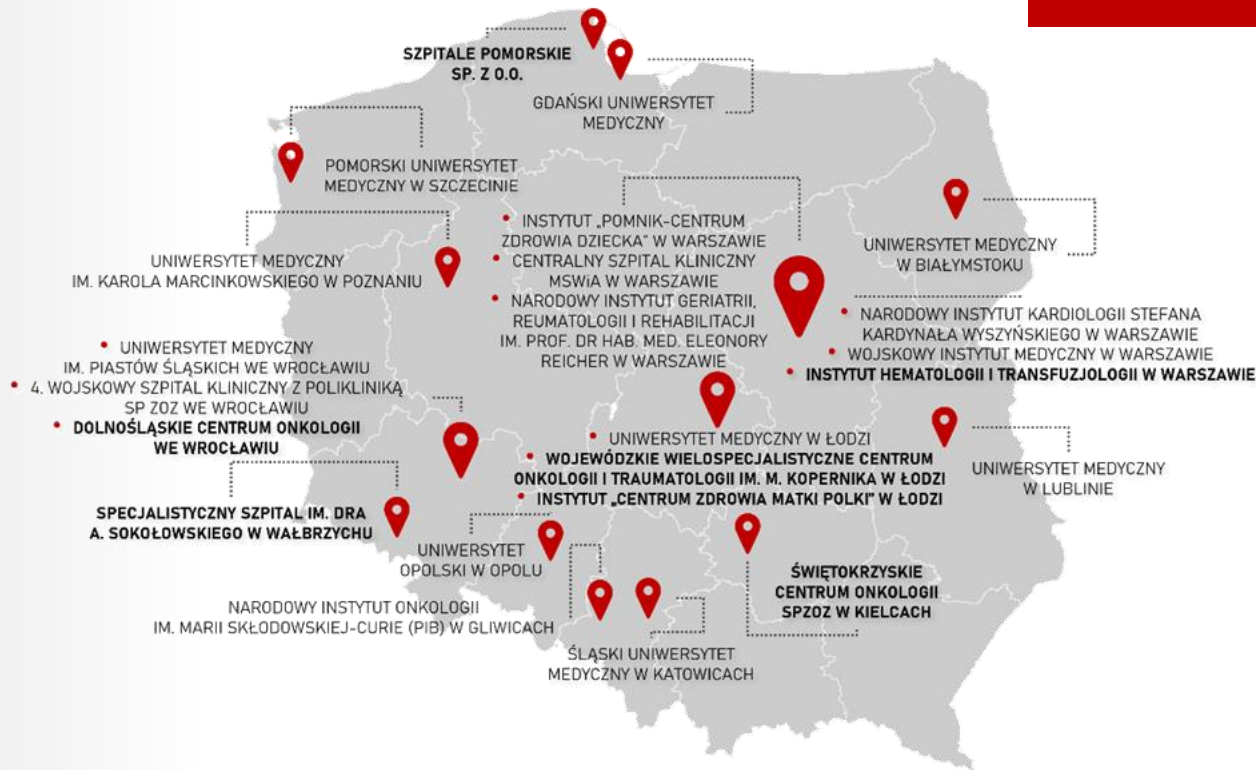 SZPITALE POMORSKIE
SP. Z O.O.
GDAŃSKI UNIWERSYTET
MEDYCZNY
POMORSKI UNIWERSYTET
MEDYCZNY W SZCZECINIE
UNIWERSYTET MEDYCZNY
IM. KAROLA MARCINKOWSKIEGO W POZNANIU
• INSTYTUT „POMNIK-CENTRUM
ZDROWIA DZIECKA" W WARSZAWIE
• CENTRALNY SZPITAL KLINICZNY
MSWiA W WARSZAWIE
• NARODOWY INSTYTUT GERIATRII,
REUMATOLOGII I REHABILITACJI
IM. PROF. DR HAB. MED. ELEONORY
REICHER W WARSZAWIE
UNIWERSYTET MEDYCZNY
W BIAŁYMSTOKU
• NARODOWY INSTYTUT KARDIOLOGII STEFANA
KARDYNAŁA WYSZYŃSKIEGO W WARSZAWIE
• WOJSKOWY INSTYTUT MEDYCZNY W WARSZAWIE
• INSTYTUT HEMATOLOGII I TRANSFUZJOLOGII W WARSZAWIE
• UNIWERSYTET MEDYCZNY
IM. PIASTÓW ŚLĄSKICH WE WROCŁAWIU
• 4. WOJSKOWY SZPITAL KLINICZNY Z POLIKLINIKĄ
SP ZOZ WE WROCŁAWIU
• DOLNOŚLĄSKIE CENTRUM ONKOLOGII
WE WROCŁAWIU
• UNIWERSYTET MEDYCZNY W ŁODZI
• WOJEWÓDZKIE WIELOSPECJALISTYCZNE CENTRUM
ONKOLOGII I TRAUMATOLOGII IM. M. KOPERNIKA W ŁODZI
• INSTYTUT „CENTRUM ZDROWIA MATKI POLKI" W ŁODZI
UNIWERSYTET MEDYCZNY
W LUBLINIE
SPECJALISTYCZNY SZPITAL IM. DRA
A. SOKOŁOWSKIEGO W WAŁBRZYCHU
UNIWERSYTET
OPOLSKI W OPOLU
ŚWIĘTOKRZYSKIE
CENTRUM ONKOLOGII
SPZOZ W KIELCACH
NARODOWY INSTYTUT ONKOLOGII
IM. MARII SKŁODOWSKIEJ-CURIE (PIB) W GLIWICACH
ŚLĄSKI UNIWERSYTET
MEDYCZNY W KATOWICACH